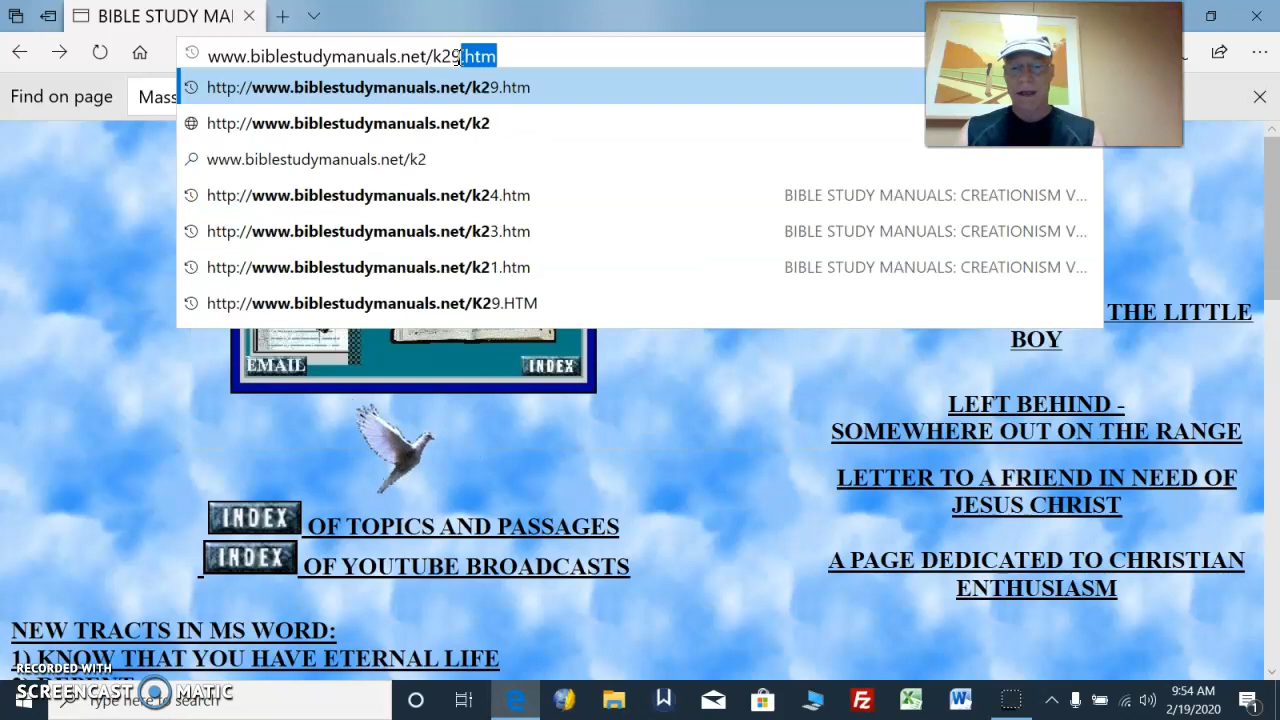 BIBLE STUDY MA
www.biblestudymanuals.net/k29.htm
Find on page
Mass
http://www.biblestudymanuals.net/k29.htm
http://www.biblestudymanuals.net/k2
www.biblestudymanuals.net/k2
http://www.biblestudymanuals.net/k24.htm BIBLE STUDY MANUALS: CREATIONISM V...
http://www.biblestudymanuals.net/k23.htm BIBLE STUDY MANUALS: CREATIONISM V...
http://www.biblestudymanuals.net/k21.htm BIBLE STUDY MANUALS: CREATIONISM V...
http://www.biblestudymanuals.net/K29.HTM
THE LITTLE
BOY
EMAIL
INDEX
LEFT BEHIND -
SOMEWHERE OUT ON THE RANGE
LETTER TO A FRIEND IN NEED OF
JESUS CHRIST
INDEX OF TOPICS AND PASSAGES
INDEX OF YOUTUBE BROADCASTS
A PAGE DEDICATED TO CHRISTIAN
ENTHUSIASM
NEW TRACTS IN MS WORD:
1) KNOW THAT YOU HAVE ETERNAL LIFE
RECORDED WITH
SCREENCAST MATIC
Type here to search
9:54 AM
2/19/2020
1